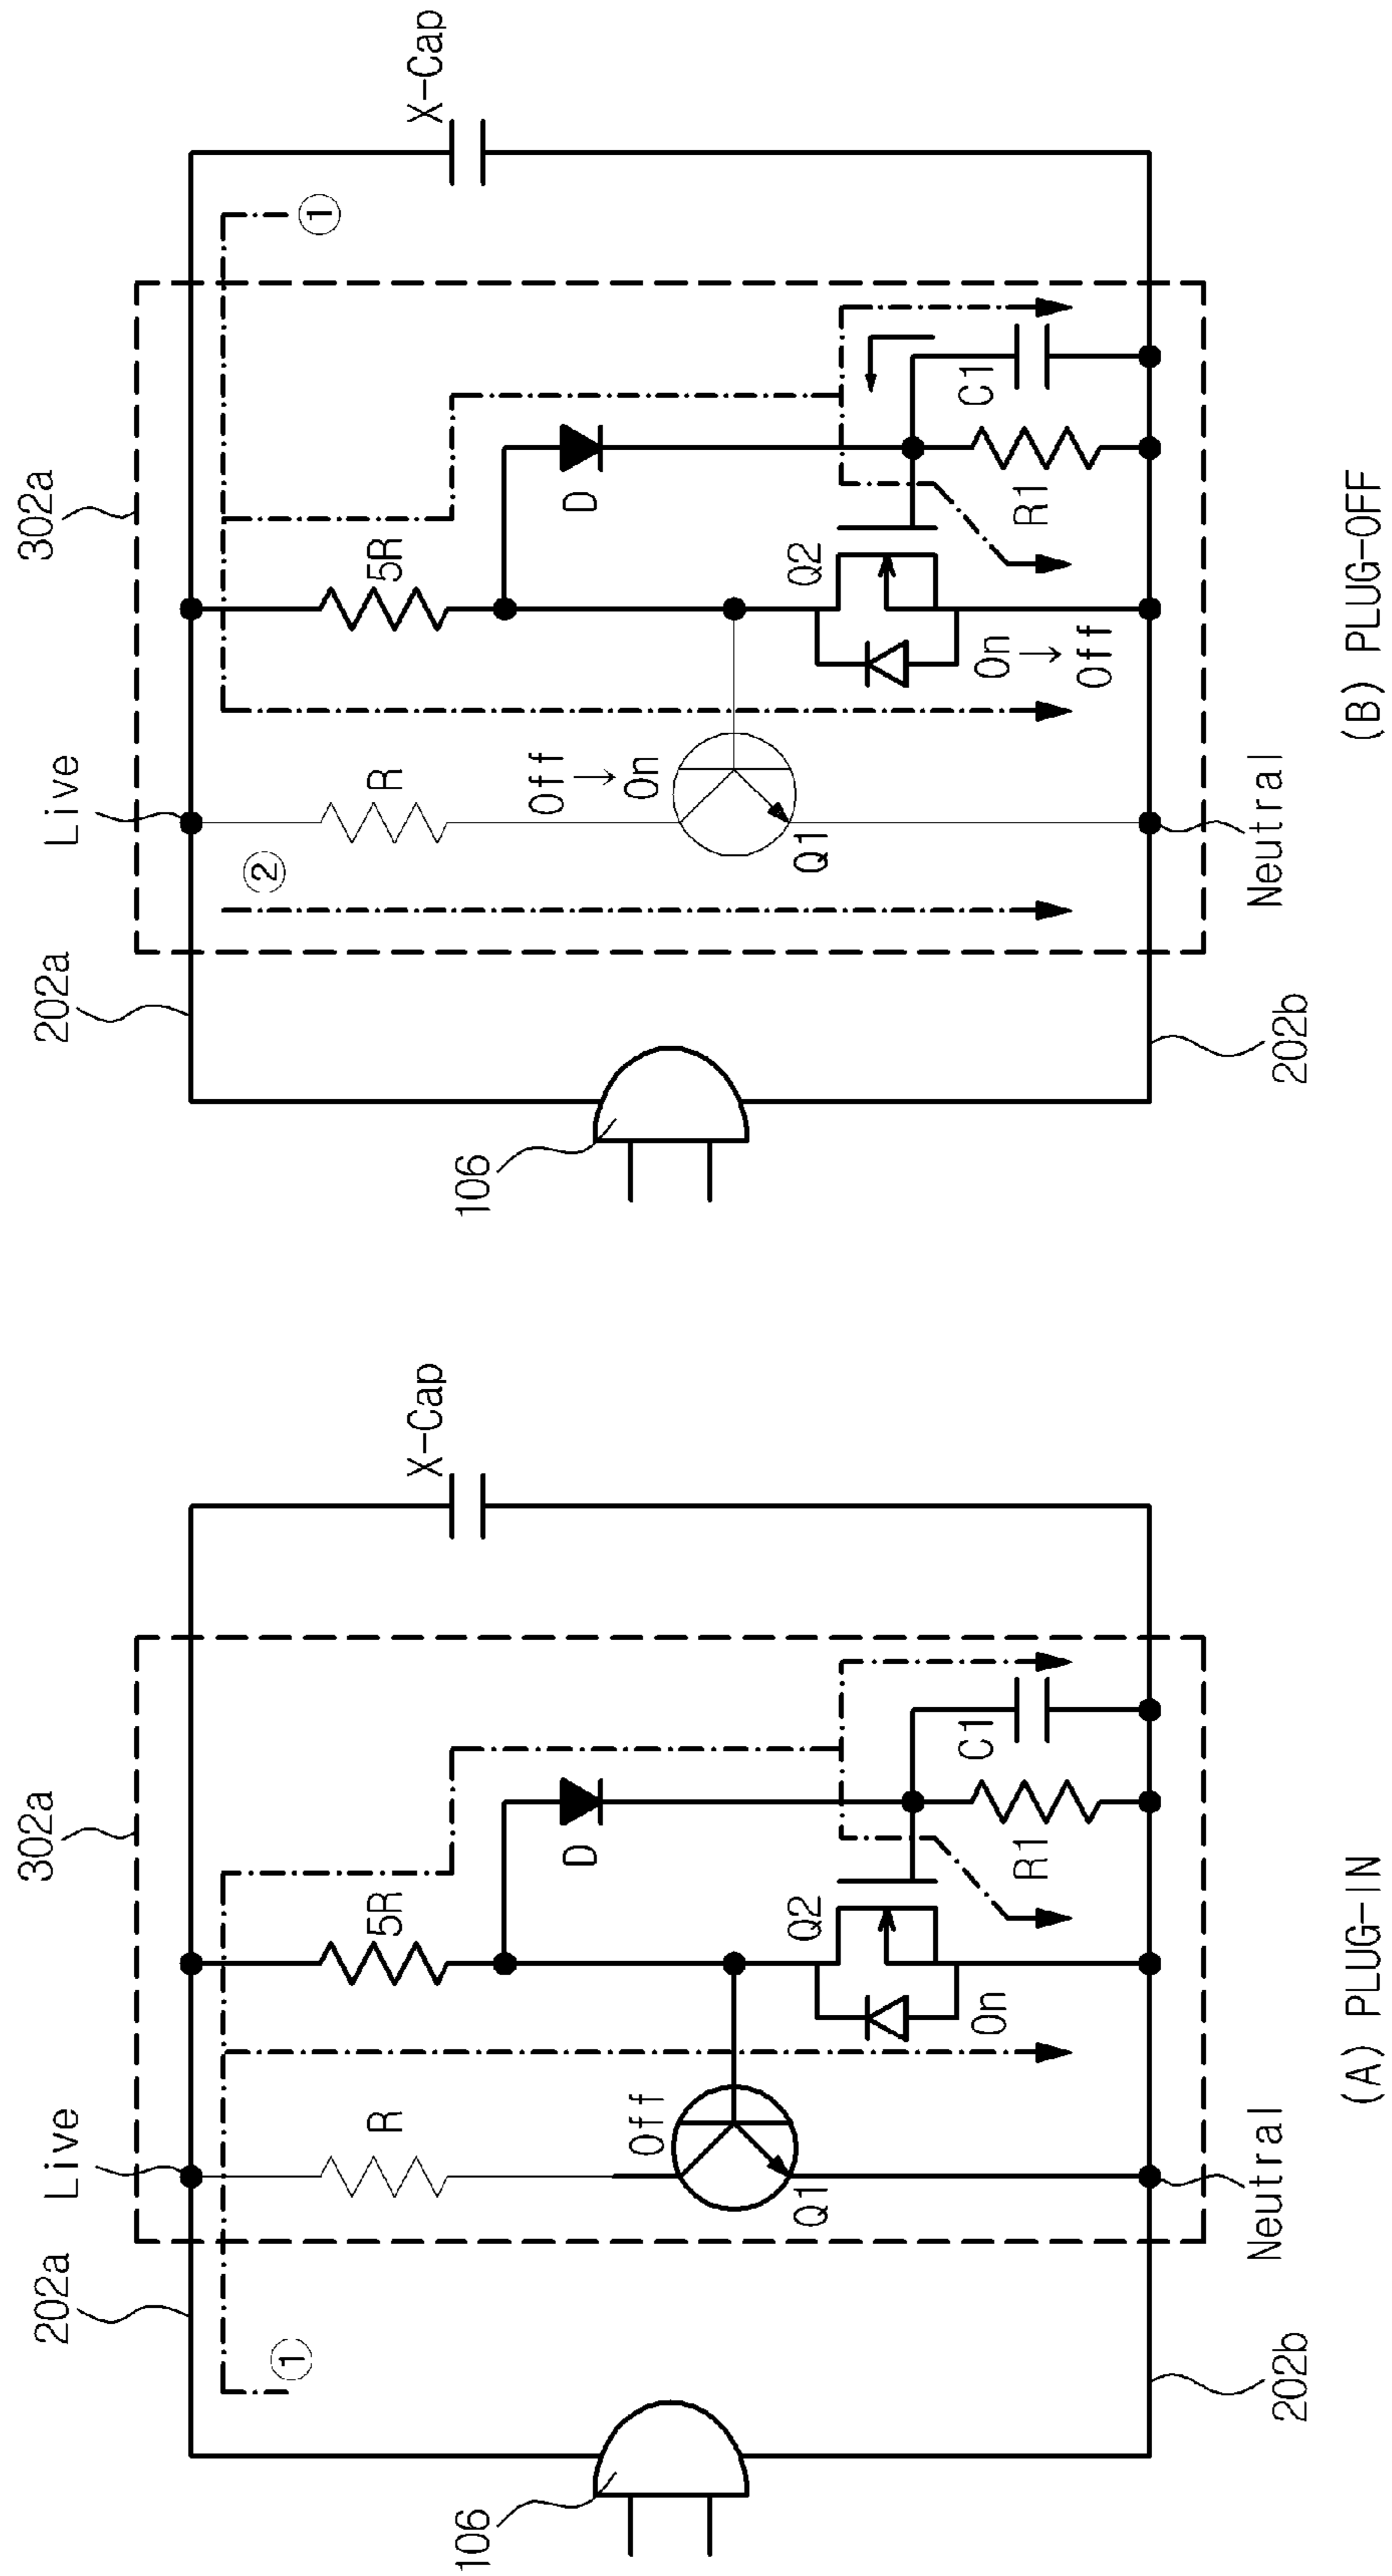 106
202a
Live
302a
①
R
5R
X-Cap
Off
Q1
Q2
D
On
R1
C1
202b
Neutral
(A) PLUG-IN
106
202a
Live
302a
②
①
R
5R
X-Cap
Off
→
On
Q1
Q2
D
On
→
Off
R1
C1
202b
Neutral
(B) PLUG-OFF